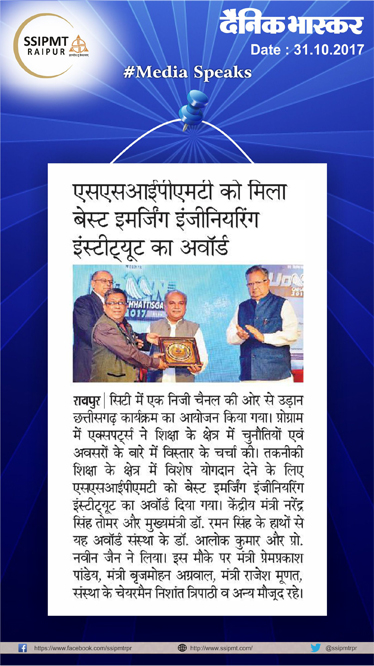 SSIPMT
RAIPUR
दैनिक भास्कर
Date : 31.10.2017
#Media Speaks
एसएसआईपीएमटी को मिला
बेस्ट इमर्जिंग इंजीनियरिंग
इंस्टीट्यूट का अवॉर्ड
रायपुर | सिटी में एक निजी चैनल की ओर से उड़ान
छत्तीसगढ़ कार्यक्रम का आयोजन किया गया। प्रोग्राम
में एक्सपर्ट्स ने शिक्षा के क्षेत्र में चुनौतियों एवं
अवसरों के बारे में विस्तार के चर्चा की। तकनीकी
शिक्षा के क्षेत्र में विशेष योगदान देने के लिए
एसएसआईपीएमटी को बेस्ट इमर्जिंग इंजीनियरिंग
इंस्टीट्यूट का अवार्ड दिया गया। केंद्रीय मंत्री नरेंद्र
सिंह तोमर और मुख्यमंत्री डॉ. रमन सिंह के हाथों से
यह अवॉर्ड संस्था के डॉ. आलोक कुमार और प्रो.
नवीन जैन ने लिया। इस मौके पर मंत्री प्रेमप्रकाश
पांडेय, मंत्री बृजमोहन अग्रवाल, मंत्री राजेश मूणत,
संस्था के चेयरमैन निशांत त्रिपाठी व अन्य मौजूद रहे।
https://www.facebook.com/ssipmtrpr
http://www.ssipmt.com/
@ssipmtrpr